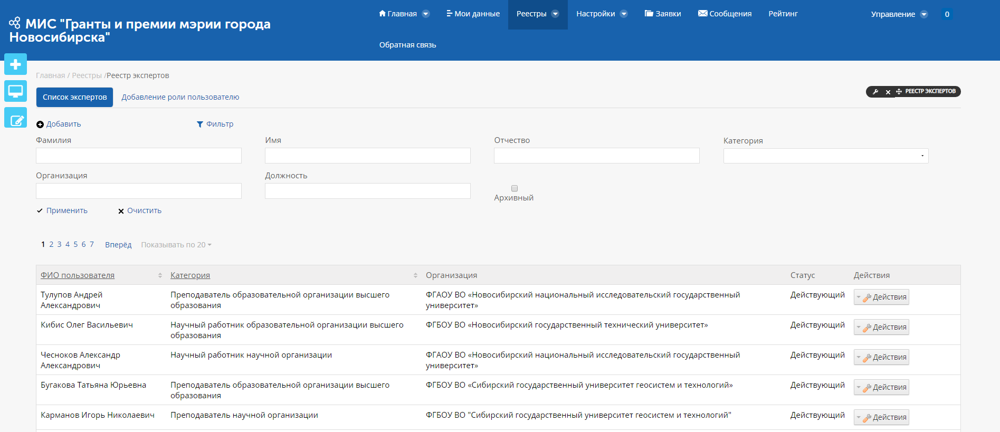 МИС "Гранты и премии мэрии города
Новосибирска"
Главная
Мои данные
Реестры
Настройки
Заявки
Сообщения
Рейтинг
Управление
0
Обратная связь
Главная / Реестры /Реестр экспертов
Список экспертов
Добавление роли пользователю
РЕЕСТР ЭКСПЕРТОВ
Добавить
Фильтр
Фамилия
Имя
Отчество
Категория
Организация
Должность
Архивный
Применить
Очистить
1 2 3 4 5 6 7 Вперёд Показывать по 20
ФИО пользователя
Категория
Организация
Статус
Действия
Тулупов Андрей
Александрович
Преподаватель образовательной организации высшего
образования
ФГАОУ ВО «Новосибирский национальный исследовательский государственный
университет»
Действующий
Действия
Кибис Олег Васильевич
Научный работник образовательной организации высшего
образования
ФГБОУ ВО «Новосибирский государственный технический университет»
Действующий
Действия
Чесноков Александр
Александрович
Научный работник научной организации
ФГАОУ ВО «Новосибирский национальный исследовательский государственный
университет»
Действующий
Действия
Бугакова Татьяна Юрьевна
Преподаватель образовательной организации высшего
образования
ФГБОУ ВО «Сибирский государственный университет геосистем и технологий»
Действующий
Действия
Карманов Игорь Николаевич
Преподаватель научной организации
ФГБОУ ВО "Сибирский государственный университет геосистем и технологий"
Действующий
Действия